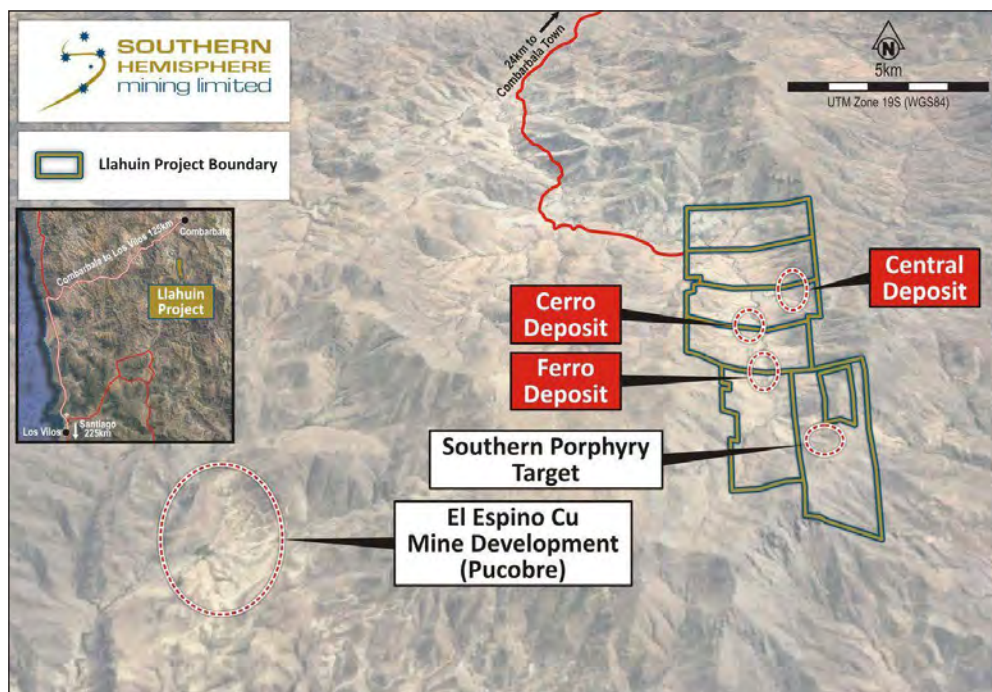 SOUTHERN
HEMISPHERE
mining limited
Llahuin Project Boundary
24km to
Combarbala Town
N
5km
UTM Zone 19S (WGS84)
Combarbala
Combarbala to Los Vilos 125km
Llahuin
Project
Los Vilos
Santiago
225km
Central
Deposit
Cerro
Deposit
Ferro
Deposit
Southern Porphyry
Target
El Espino Cu
Mine Development
(Pucobre)